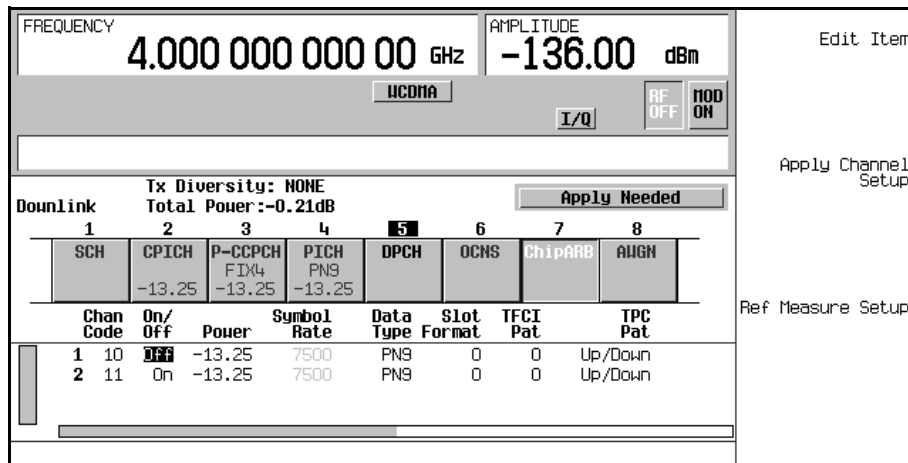 FREQUENCY
4.000 000 000 00 GHz
AMPLITUDE
-136.00 dBm
WCDMA
I/Q
RF OFF
MOD ON
Tx Diversity: NONE
Downlink Total Power:-0.21dB
Apply Needed
1 2 3 4 5 6 7 8
SCH CPICH P-CCPCH PICH DPCH OCNS ChipARB AWGN
FIX4 PN9
-13.25 -13.25 -13.25
Chan On/ Symbol Data Slot TFCI TPC
Code Off Power Rate Type Format Pat Pat
1 10 Off -13.25 7500 PN9 0 0 Up/Down
2 11 On -13.25 7500 PN9 0 0 Up/Down
Edit Item
Apply Channel
Setup
Ref Measure Setup